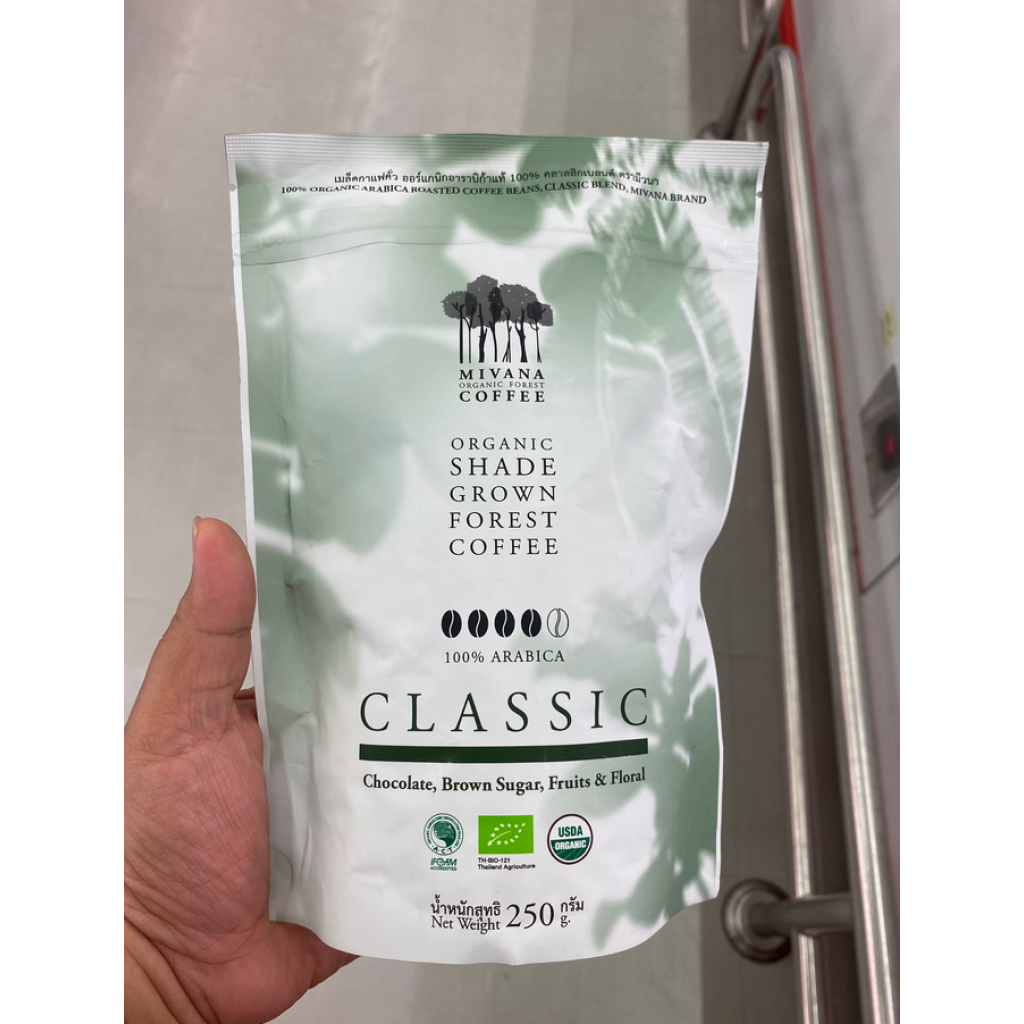 เมล็ดกาแฟคั่ว ออร์แกนิกอาราบิก้าแท้ 100% คลาสสิกเบลนด์ ตรามีวนา
100% ORGANIC ARABICA ROASTED COFFEE BEANS, CLASSIC BLEND, MIVANA BRAND
MIVANA
ORGANIC FOREST
COFFEE
ORGANIC
SHADE
GROWN
FOREST
COFFEE
100% ARABICA
CLASSIC
Chocolate, Brown Sugar, Fruits & Floral
A.C.T.
IFOAM
ACCREDITED
TH-BIO-121
Thailand Agriculture
USDA
ORGANIC
น้ำหนักสุทธิ 250 กรัม
Net Weight g.